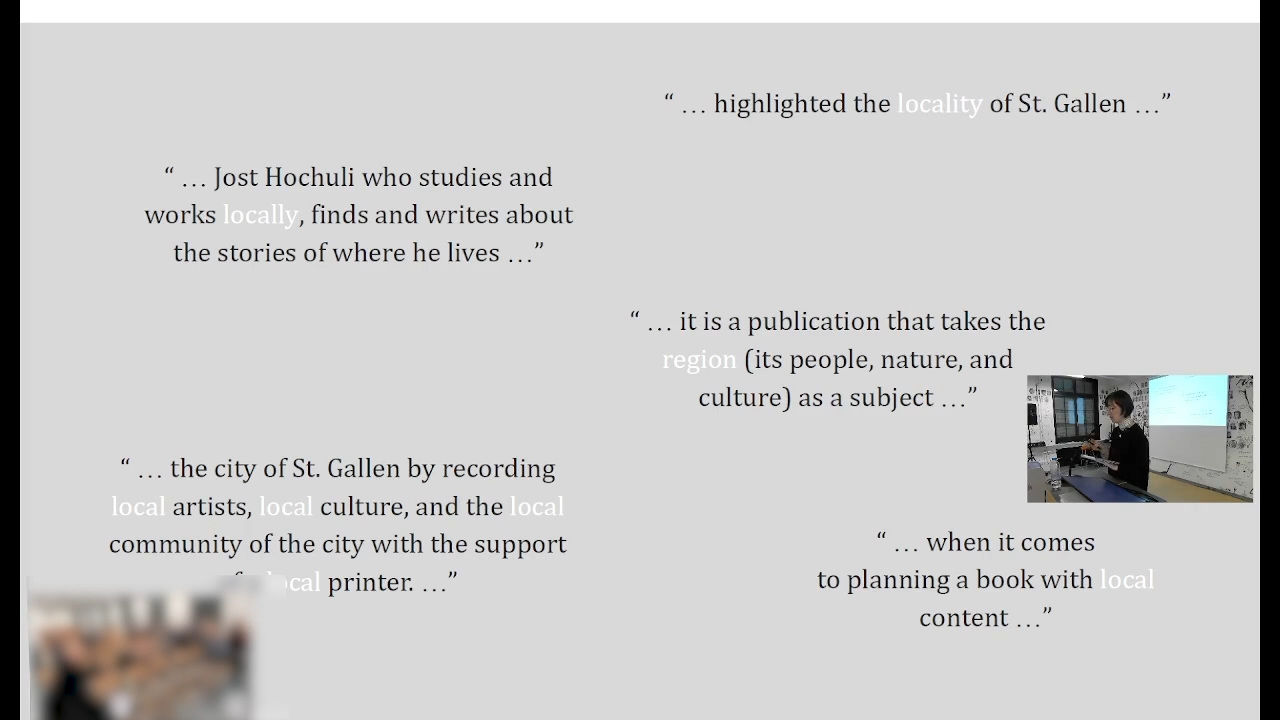 “ … highlighted the locality of St. Gallen …”
“ … Jost Hochuli who studies and
works locally, finds and writes about
the stories of where he lives …”
“ … it is a publication that takes the
region (its people, nature, and
culture) as a subject …”
“ … the city of St. Gallen by recording
local artists, local culture, and the local
community of the city with the support
local printer. …”
“ … when it comes
to planning a book with local
content …”